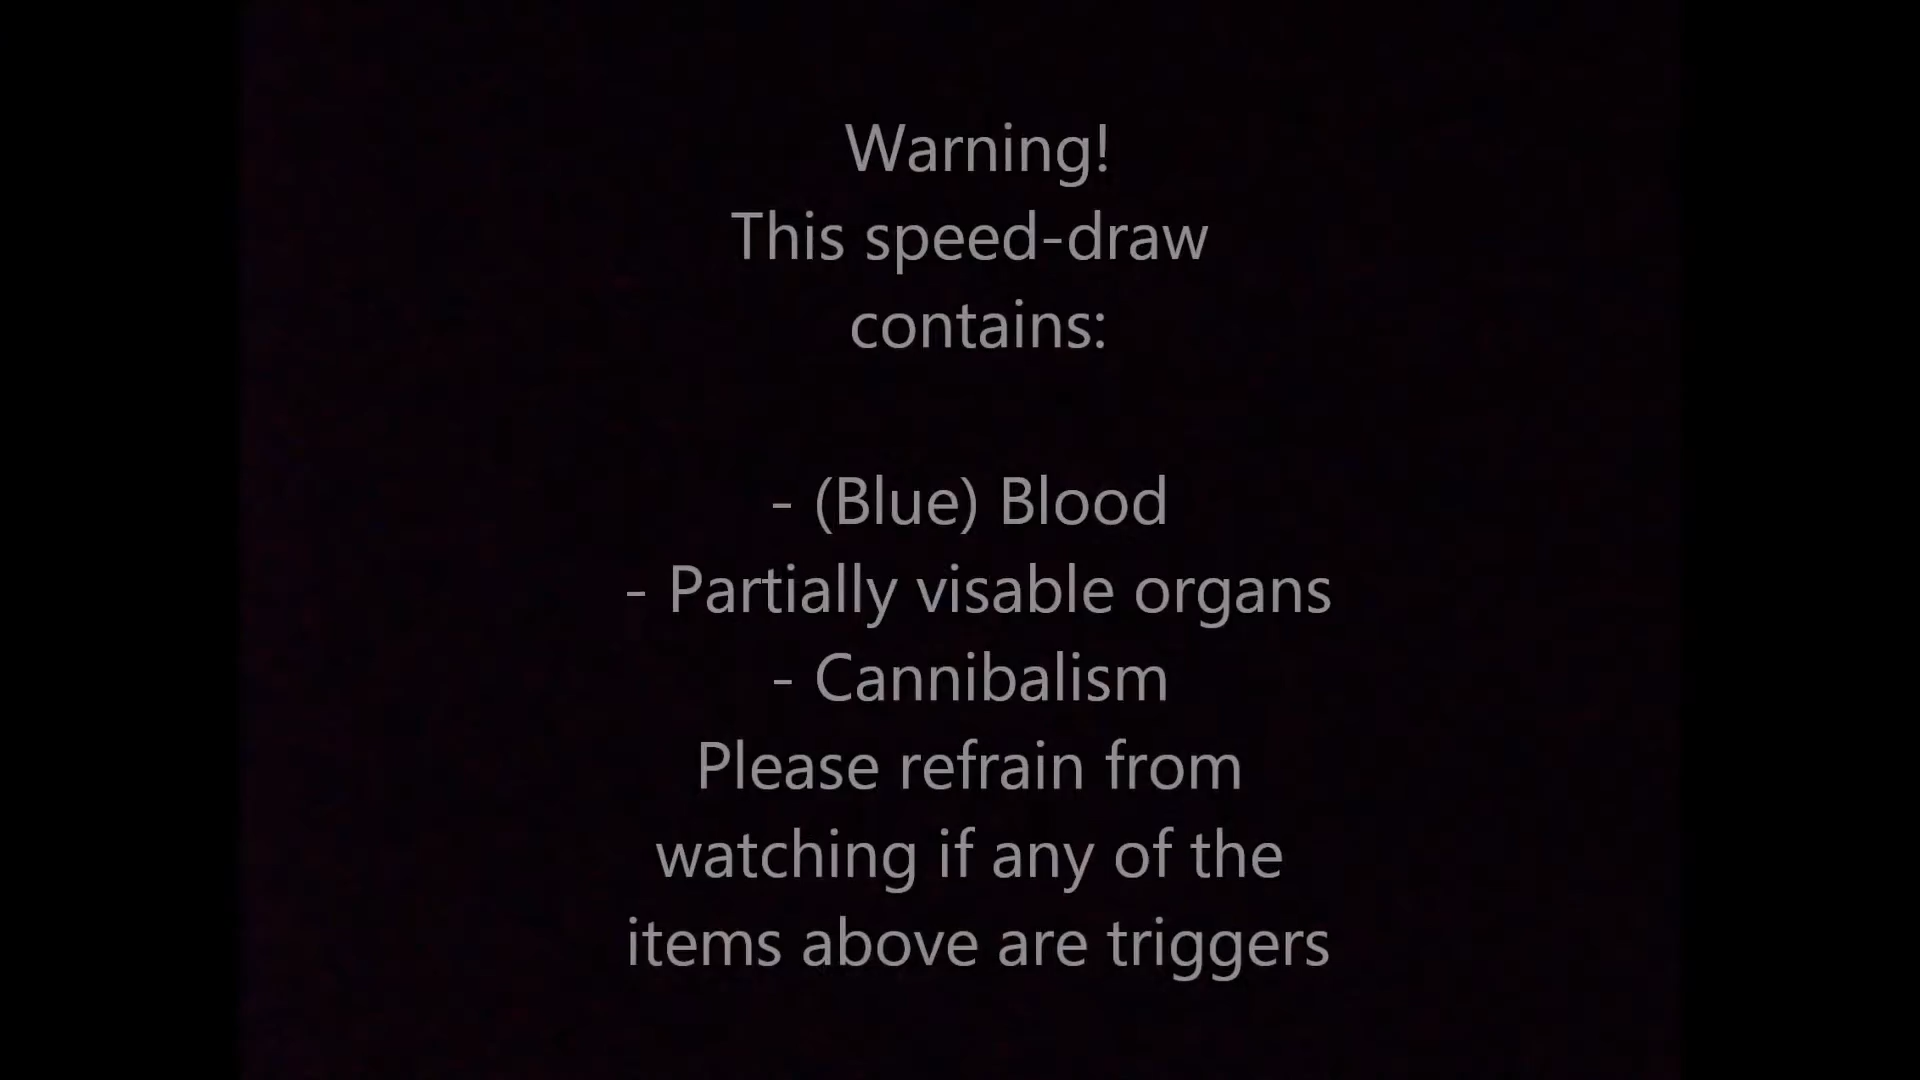 Warning!
This speed-draw
contains:
- (Blue) Blood
- Partially visable organs
- Cannibalism
Please refrain from
watching if any of the
items above are triggers